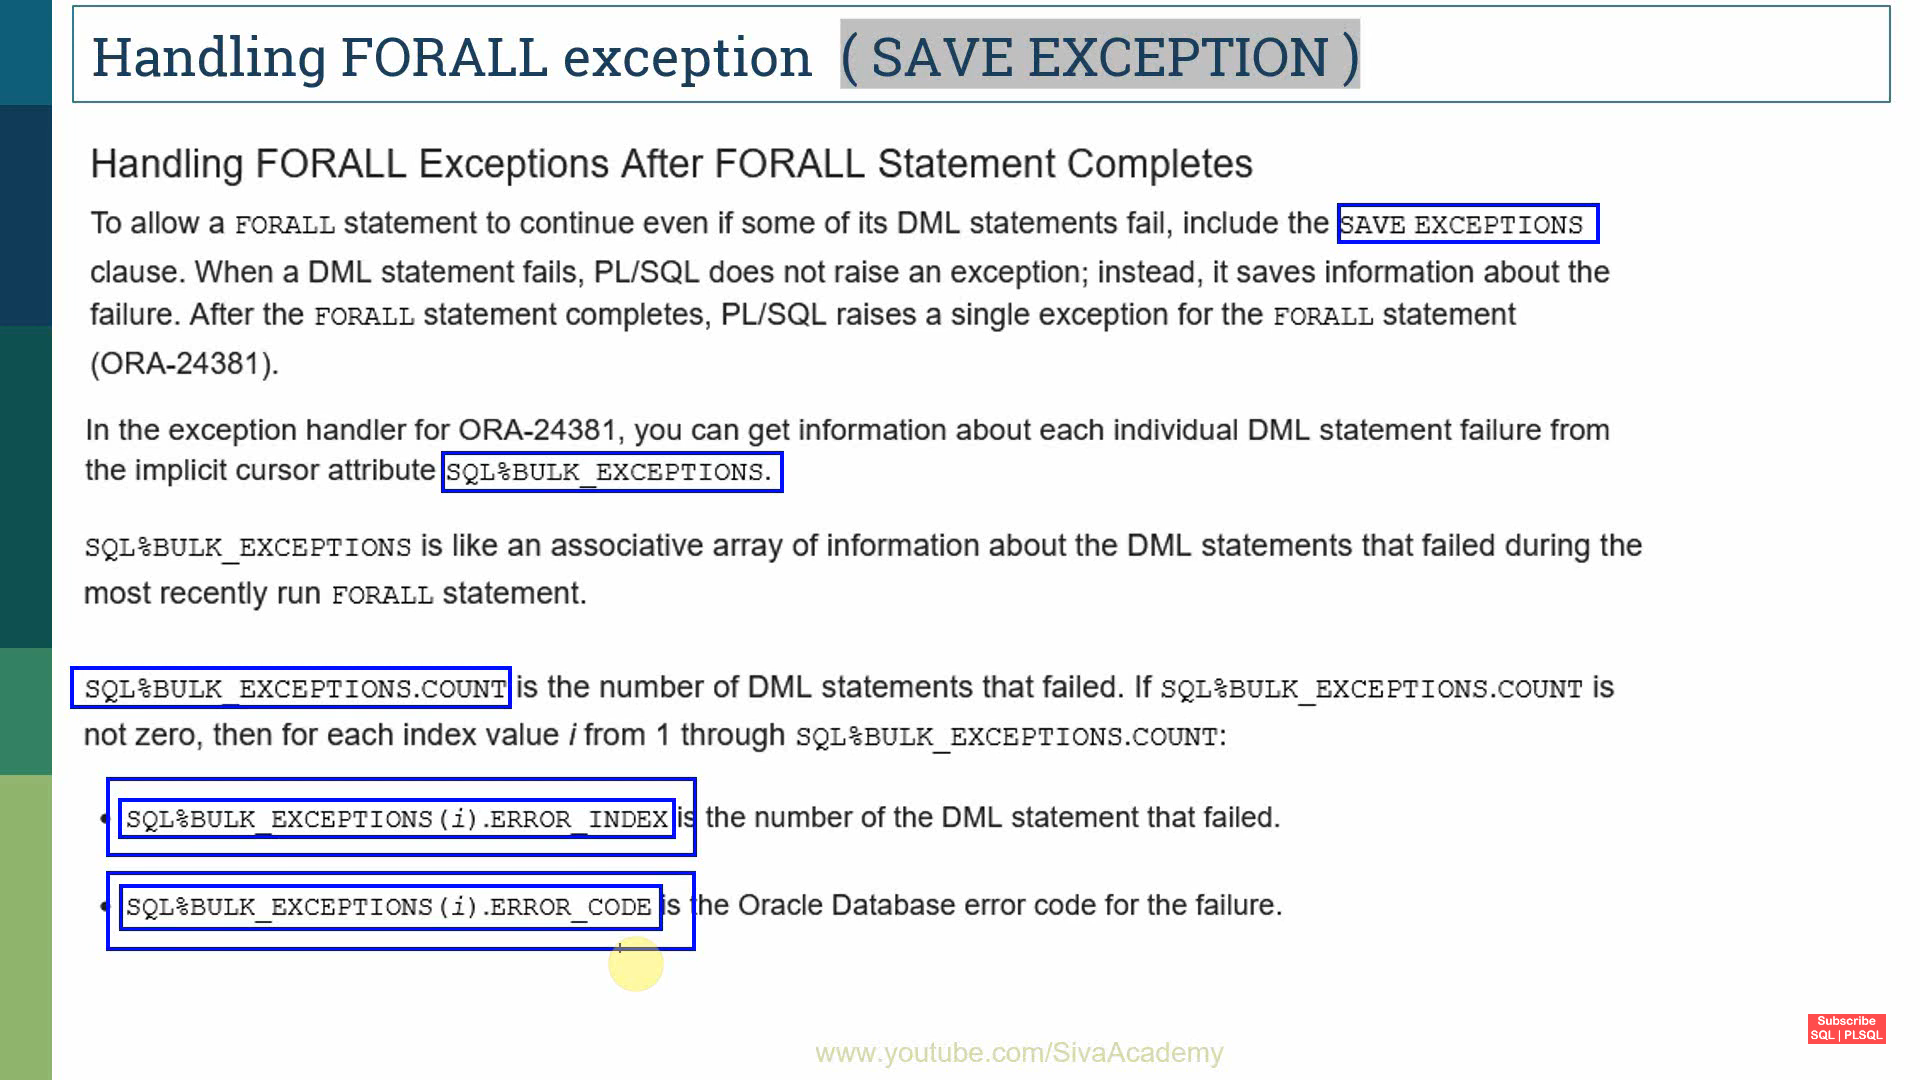 Handling FORALL exception ( SAVE EXCEPTION )
Handling FORALL Exceptions After FORALL Statement Completes
To allow a FORALL statement to continue even if some of its DML statements fail, include the SAVE EXCEPTIONS
clause. When a DML statement fails, PL/SQL does not raise an exception; instead, it saves information about the
failure. After the FORALL statement completes, PL/SQL raises a single exception for the FORALL statement
(ORA-24381).
In the exception handler for ORA-24381, you can get information about each individual DML statement failure from
the implicit cursor attribute SQL%BULK_EXCEPTIONS.
SQL%BULK_EXCEPTIONS is like an associative array of information about the DML statements that failed during the
most recently run FORALL statement.
SQL%BULK_EXCEPTIONS.COUNT is the number of DML statements that failed. If SQL%BULK_EXCEPTIONS.COUNT is
not zero, then for each index value i from 1 through SQL%BULK_EXCEPTIONS.COUNT:
• SQL%BULK_EXCEPTIONS(i).ERROR_INDEX is the number of the DML statement that failed.
• SQL%BULK_EXCEPTIONS(i).ERROR_CODE is the Oracle Database error code for the failure.
Subscribe
SQL | PLSQL
www.youtube.com/SivaAcademy